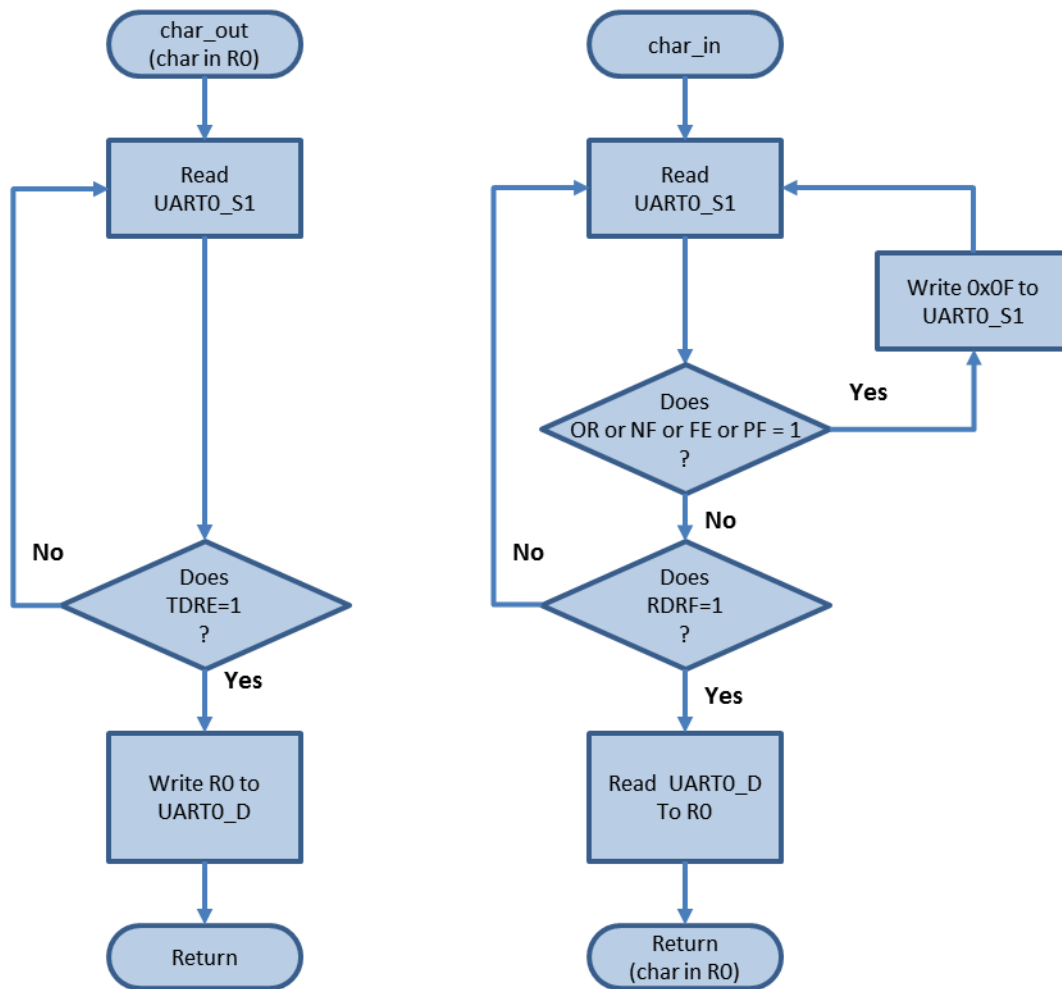 char_out
(char in R0)
Read
UART0_S1
No
Does
TDRE=1
?
Yes
Write R0 to
UART0_D
Return
char_in
Read
UART0_S1
Write 0x0F to
UART0_S1
Yes
Does
OR or NF or FE or PF = 1
?
No
No
Does
RDRF=1
?
Yes
Read UART0_D
To R0
Return
(char in R0)